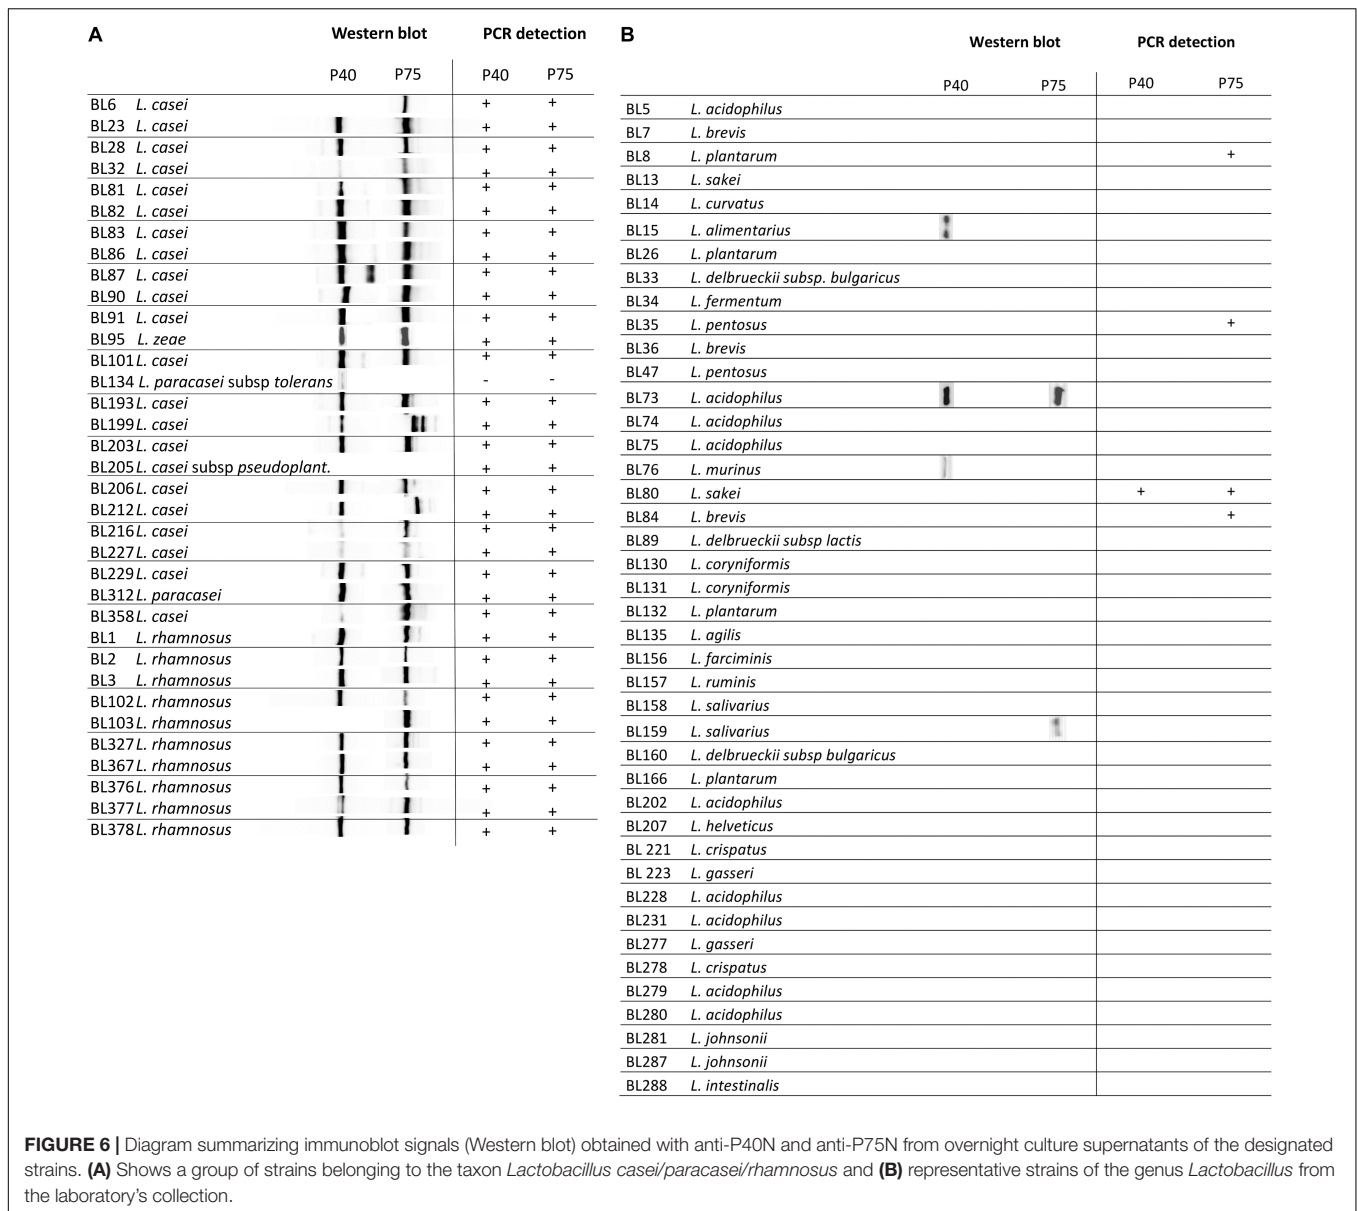 A
Western blot PCR detection
P40 P75 P40 P75
BL6 L. casei + +
BL23 L. casei + +
BL28 L. casei + +
BL32 L. casei + +
BL81 L. casei + +
BL82 L. casei + +
BL83 L. casei + +
BL86 L. casei + +
BL87 L. casei + +
BL90 L. casei + +
BL91 L. casei + +
BL95 L. zeae + +
BL101 L. casei + +
BL134 L. paracasei subsp tolerans - -
BL193 L. casei + +
BL199 L. casei + +
BL203 L. casei + +
BL205 L. casei subsp pseudoplant. + +
BL206 L. casei + +
BL212 L. casei + +
BL216 L. casei + +
BL227 L. casei + +
BL229 L. casei + +
BL312 L. paracasei + +
BL358 L. casei + +
BL1 L. rhamnosus + +
BL2 L. rhamnosus + +
BL3 L. rhamnosus + +
BL102 L. rhamnosus + +
BL103 L. rhamnosus + +
BL327 L. rhamnosus + +
BL367 L. rhamnosus + +
BL376 L. rhamnosus + +
BL377 L. rhamnosus + +
BL378 L. rhamnosus + +
B
Western blot PCR detection
P40 P75 P40 P75
BL5 L. acidophilus
BL7 L. brevis
BL8 L. plantarum +
BL13 L. sakei
BL14 L. curvatus
BL15 L. alimentarius
BL26 L. plantarum
BL33 L. delbrueckii subsp. bulgaricus
BL34 L. fermentum
BL35 L. pentosus +
BL36 L. brevis
BL47 L. pentosus
BL73 L. acidophilus
BL74 L. acidophilus
BL75 L. acidophilus
BL76 L. murinus
BL80 L. sakei + +
BL84 L. brevis +
BL89 L. delbrueckii subsp lactis
BL130 L. coryniformis
BL131 L. coryniformis
BL132 L. plantarum
BL135 L. agilis
BL156 L. farciminis
BL157 L. ruminis
BL158 L. salivarius
BL159 L. salivarius
BL160 L. delbrueckii subsp bulgaricus
BL166 L. plantarum
BL202 L. acidophilus
BL207 L. helveticus
BL 221 L. crispatus
BL 223 L. gasseri
BL228 L. acidophilus
BL231 L. acidophilus
BL277 L. gasseri
BL278 L. crispatus
BL279 L. acidophilus
BL280 L. acidophilus
BL281 L. johnsonii
BL287 L. johnsonii
BL288 L. intestinalis
FIGURE 6 | Diagram summarizing immunoblot signals (Western blot) obtained with anti-P40N and anti-P75N from overnight culture supernatants of the designated
strains. (A) Shows a group of strains belonging to the taxon Lactobacillus casei/paracasei/rhamnosus and (B) representative strains of the genus Lactobacillus from
the laboratory's collection.